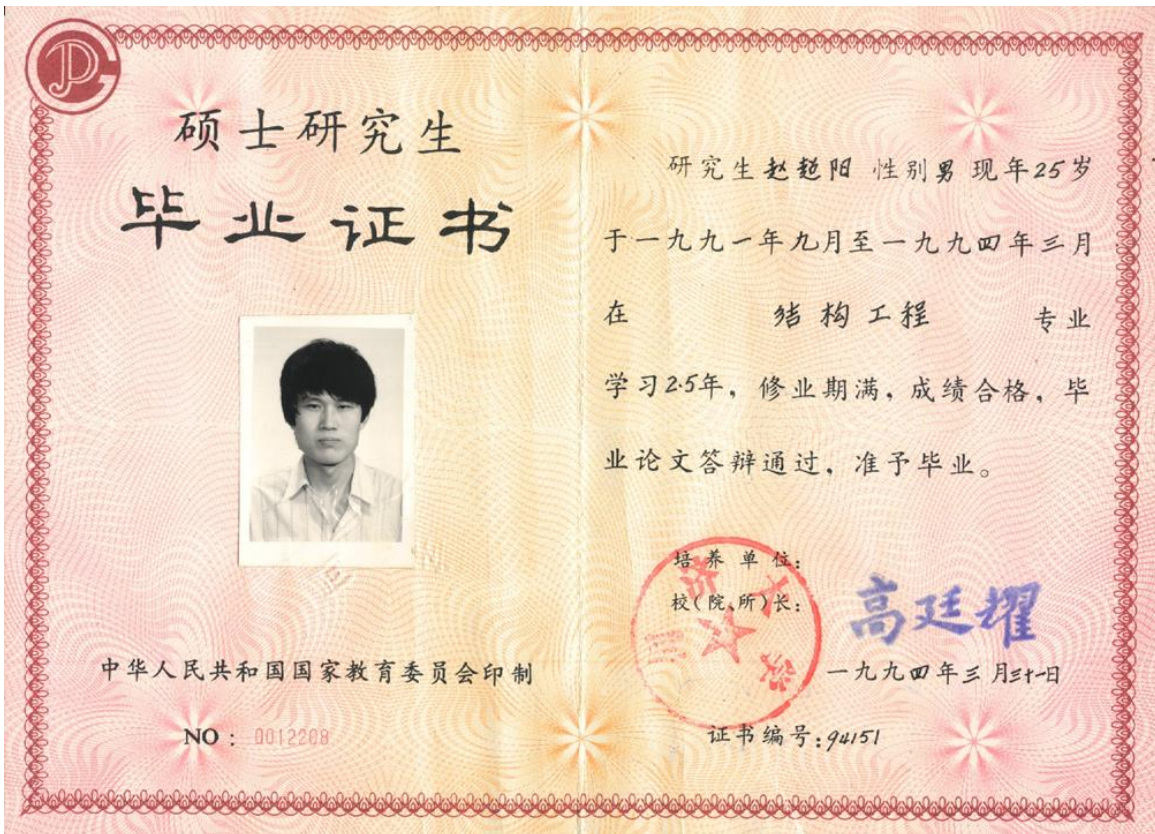 硕士研究生
毕业证书
中华人民共和国国家教育委员会印制
NO：0012208
研究生赵艳阳 性别男 现年25岁
于一九九一年九月至一九九四年三月
在 结构工程 专业
学习2.5年，修业期满，成绩合格，毕
业论文答辩通过，准予毕业。
培养单位：
校（院、所）长：
高廷耀
同济大学
一九九四年三月三十一日
证书编号：94151